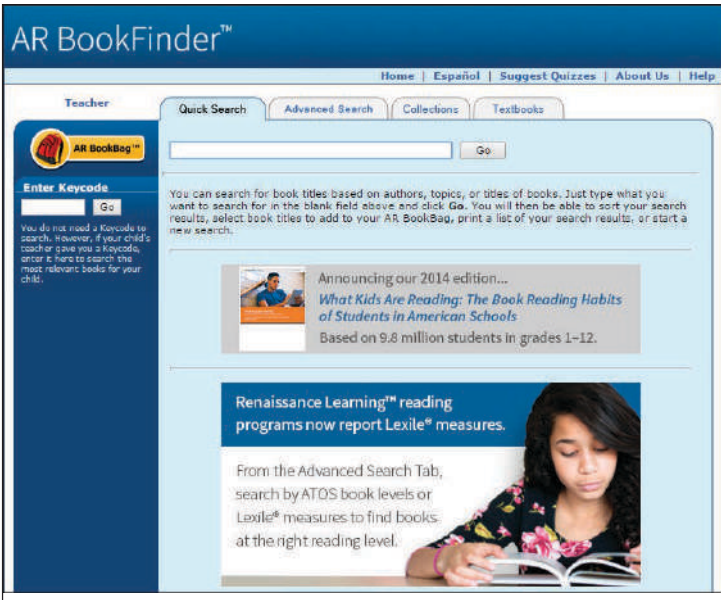 AR BookFinder™
Home | Español | Suggest Quizzes | About Us | Help
Teacher
Quick Search
Advanced Search
Collections
Textbooks
AR BookBag™
Go
Enter Keycode
Go
You do not need a Keycode to
search. However, if your child's
teacher gave you a Keycode,
enter it here to search the
most relevant books for your
child.
You can search for book titles based on authors, topics, or titles of books. Just type what you
want to search for in the blank field above and click Go. You will then be able to sort your search
results, select book titles to add to your AR BookBag, print a list of your search results, or start a
new search.
Announcing our 2014 edition...
What Kids Are Reading: The Book Reading Habits
of Students in American Schools
Based on 9.8 million students in grades 1–12.
Renaissance Learning™ reading
programs now report Lexile® measures.
From the Advanced Search Tab,
search by ATOS book levels or
Lexile® measures to find books
at the right reading level.